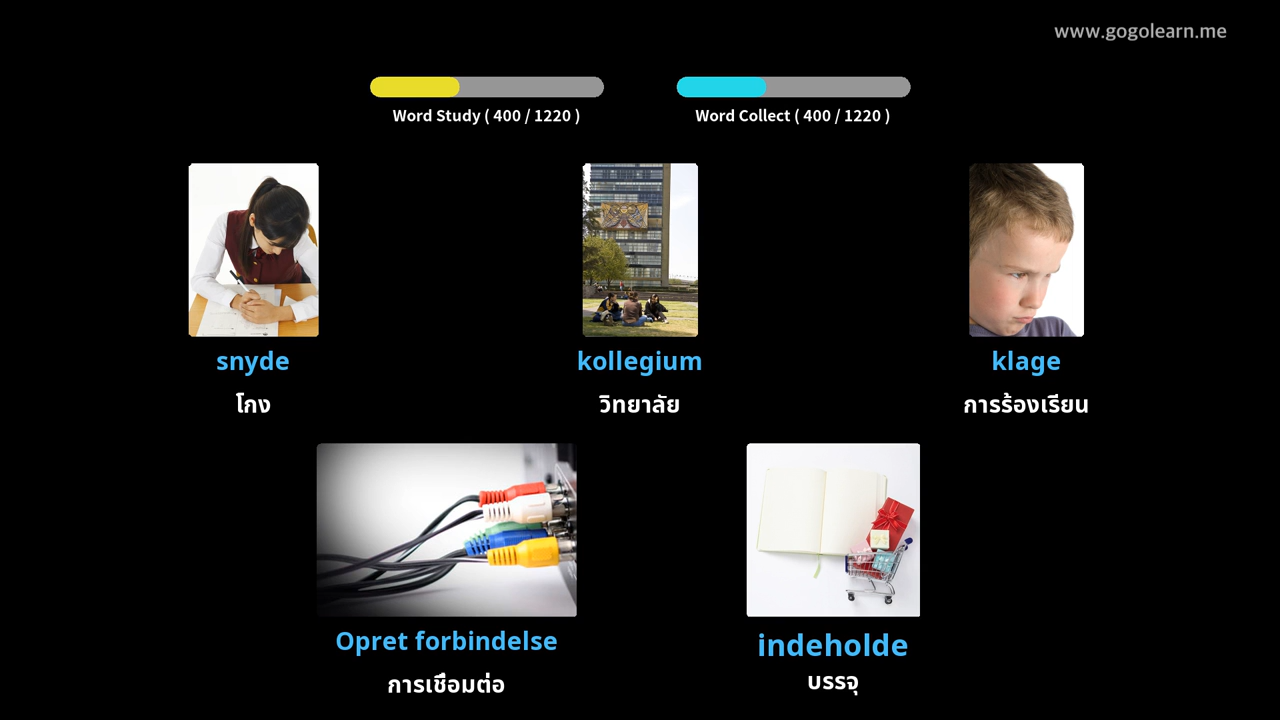 www.gogolearn.me
Word Study ( 400 / 1220 )
Word Collect ( 400 / 1220 )
snyde
โกง
kollegium
วิทยาลัย
klage
การร้องเรียน
Opret forbindelse
การเชื่อมต่อ
indeholde
บรรจุ